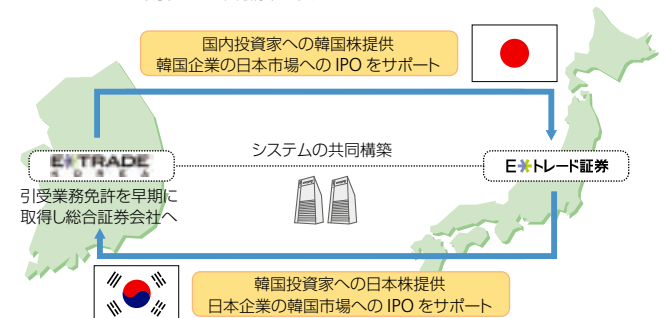 国内投資家への韓国株提供
韓国企業の日本市場への IPO をサポート
システムの共同構築
E*TRADE
KOREA
E*トレード証券
引受業務免許を早期に
取得し総合証券会社へ
韓国投資家への日本株提供
日本企業の韓国市場への IPO をサポート